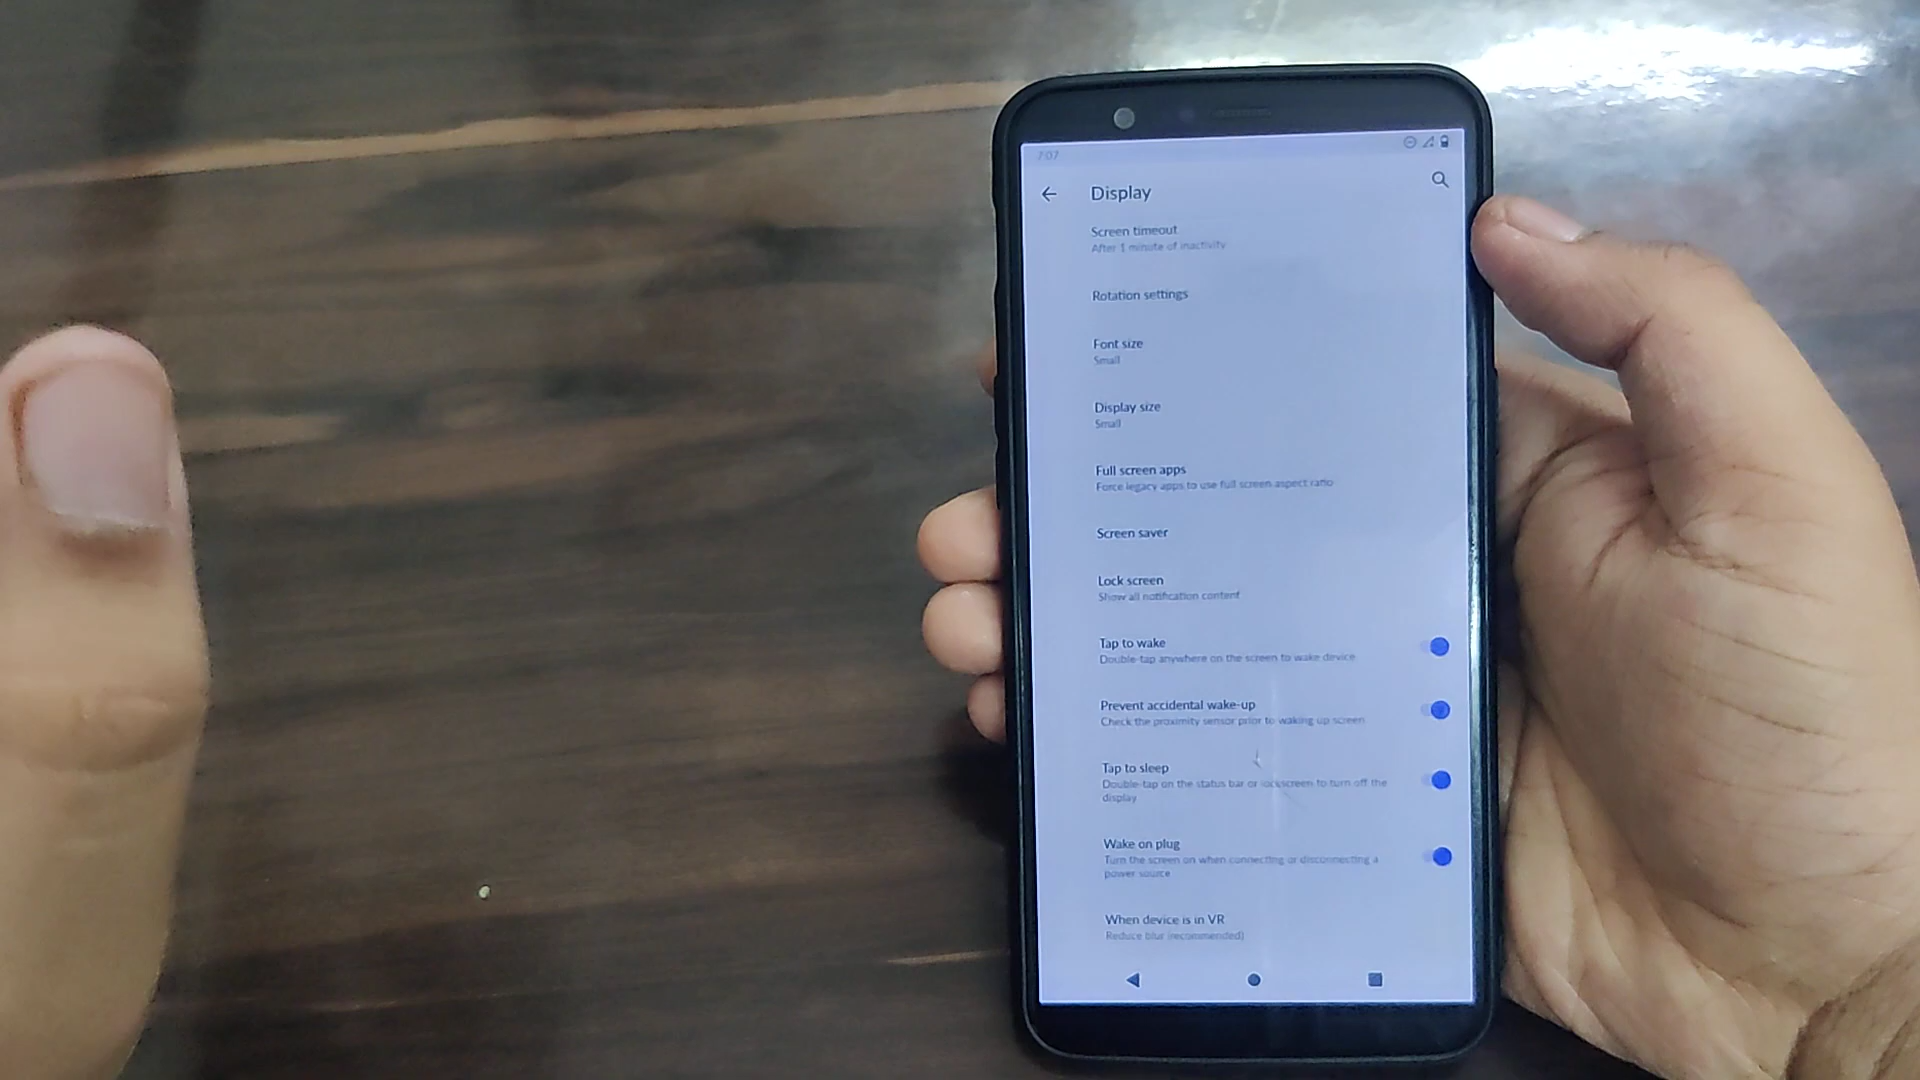 7:07
Display
Screen timeout
After 1 minute of inactivity
Rotation settings
Font size
Small
Display size
Small
Full screen apps
Force legacy apps to use full screen aspect ratio
Screen saver
Lock screen
Show all notification content
Tap to wake
Double-tap anywhere on the screen to wake device
Prevent accidental wake-up
Check the proximity sensor prior to waking up screen
Tap to sleep
Double-tap on the status bar or lockscreen to turn off the
display
Wake on plug
Turn the screen on when connecting or disconnecting a
power source
When device is in VR
Reduce blur (recommended)